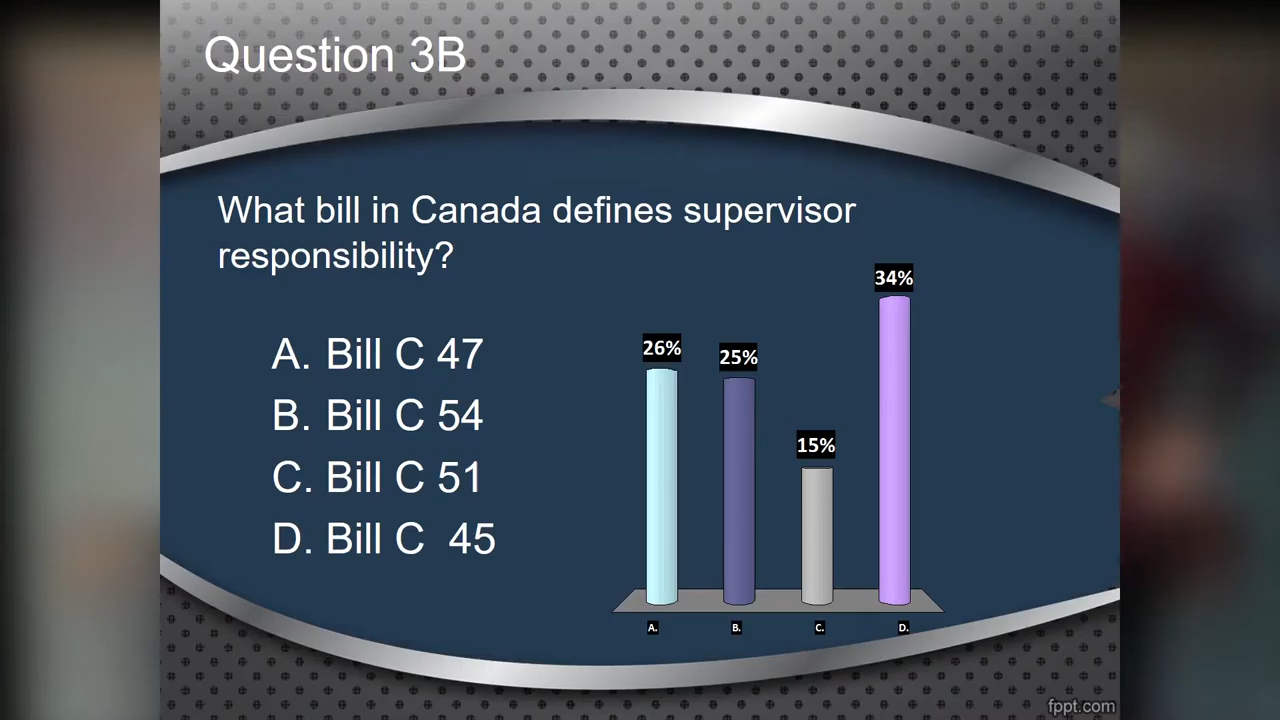 Question 3B
What bill in Canada defines supervisor
responsibility?
A. Bill C 47
B. Bill C 54
C. Bill C 51
D. Bill C  45
26%
25%
15%
34%
A.
B.
C.
D.
fppt.com